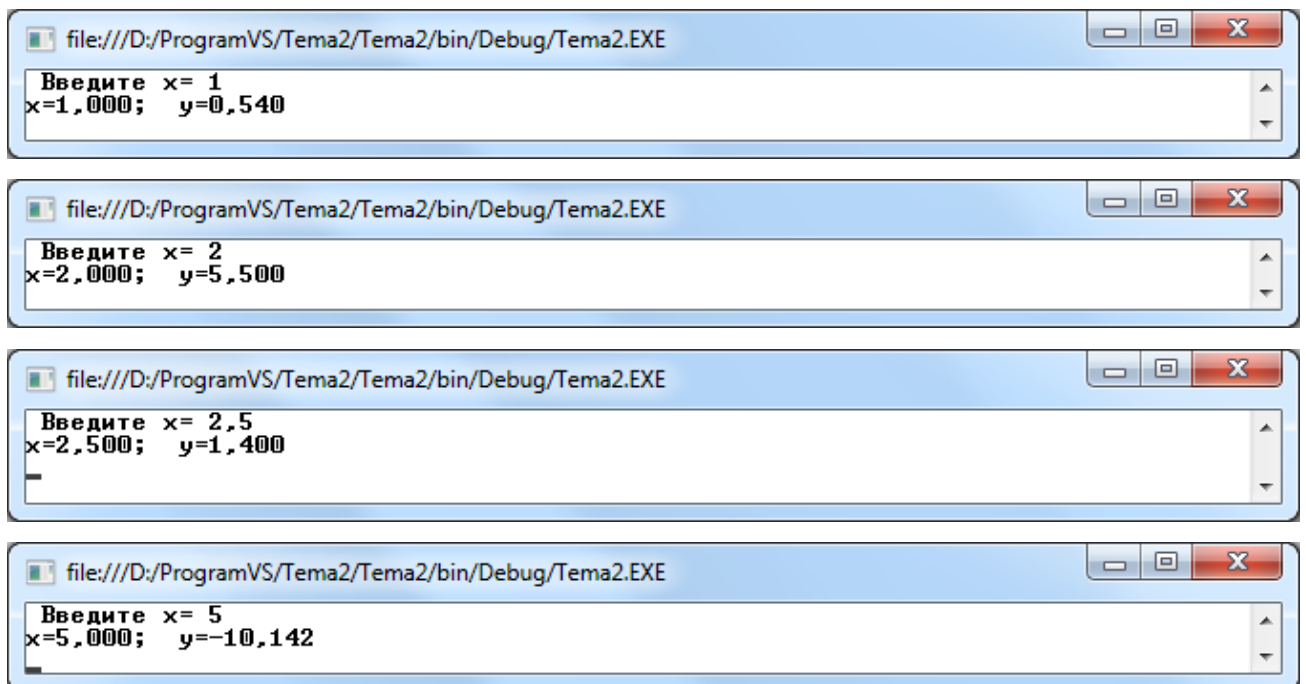 file:///D:/ProgramVS/Tema2/Tema2/bin/Debug/Tema2.EXE
Введите x= 1
x=1,000;  y=0,540
file:///D:/ProgramVS/Tema2/Tema2/bin/Debug/Tema2.EXE
Введите x= 2
x=2,000;  y=5,500
file:///D:/ProgramVS/Tema2/Tema2/bin/Debug/Tema2.EXE
Введите x= 2,5
x=2,500;  y=1,400
file:///D:/ProgramVS/Tema2/Tema2/bin/Debug/Tema2.EXE
Введите x= 5
x=5,000;  y=-10,142